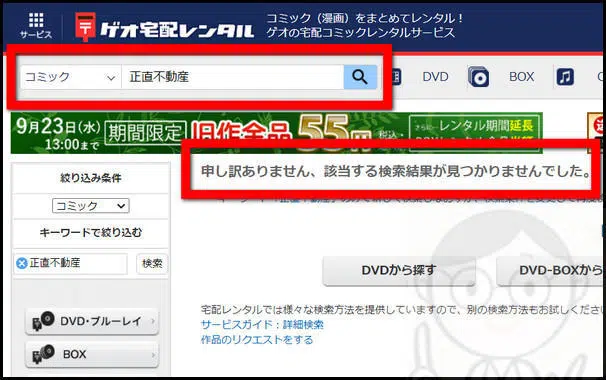 サービス
ゲオ宅配レンタル
コミック（漫画）をまとめてレンタル！
ゲオの宅配コミックレンタルサービス
コミック
正直不動産
DVD
BOX
9月23日(水)
13:00まで
期間限定
旧作全品
55円
税込
レンタル期間延長
申し訳ありません、該当する検索結果が見つかりませんでした。
絞り込み条件
コミック
キーワードで絞り込む
正直不動産
検索
DVD・ブルーレイ
BOX
DVDから探す
DVD-BOXから
宅配レンタルでは様々な検索方法を提供していますので、別の検索方法もお試しくださ
サービスガイド：詳細検索
作品のリクエストをする